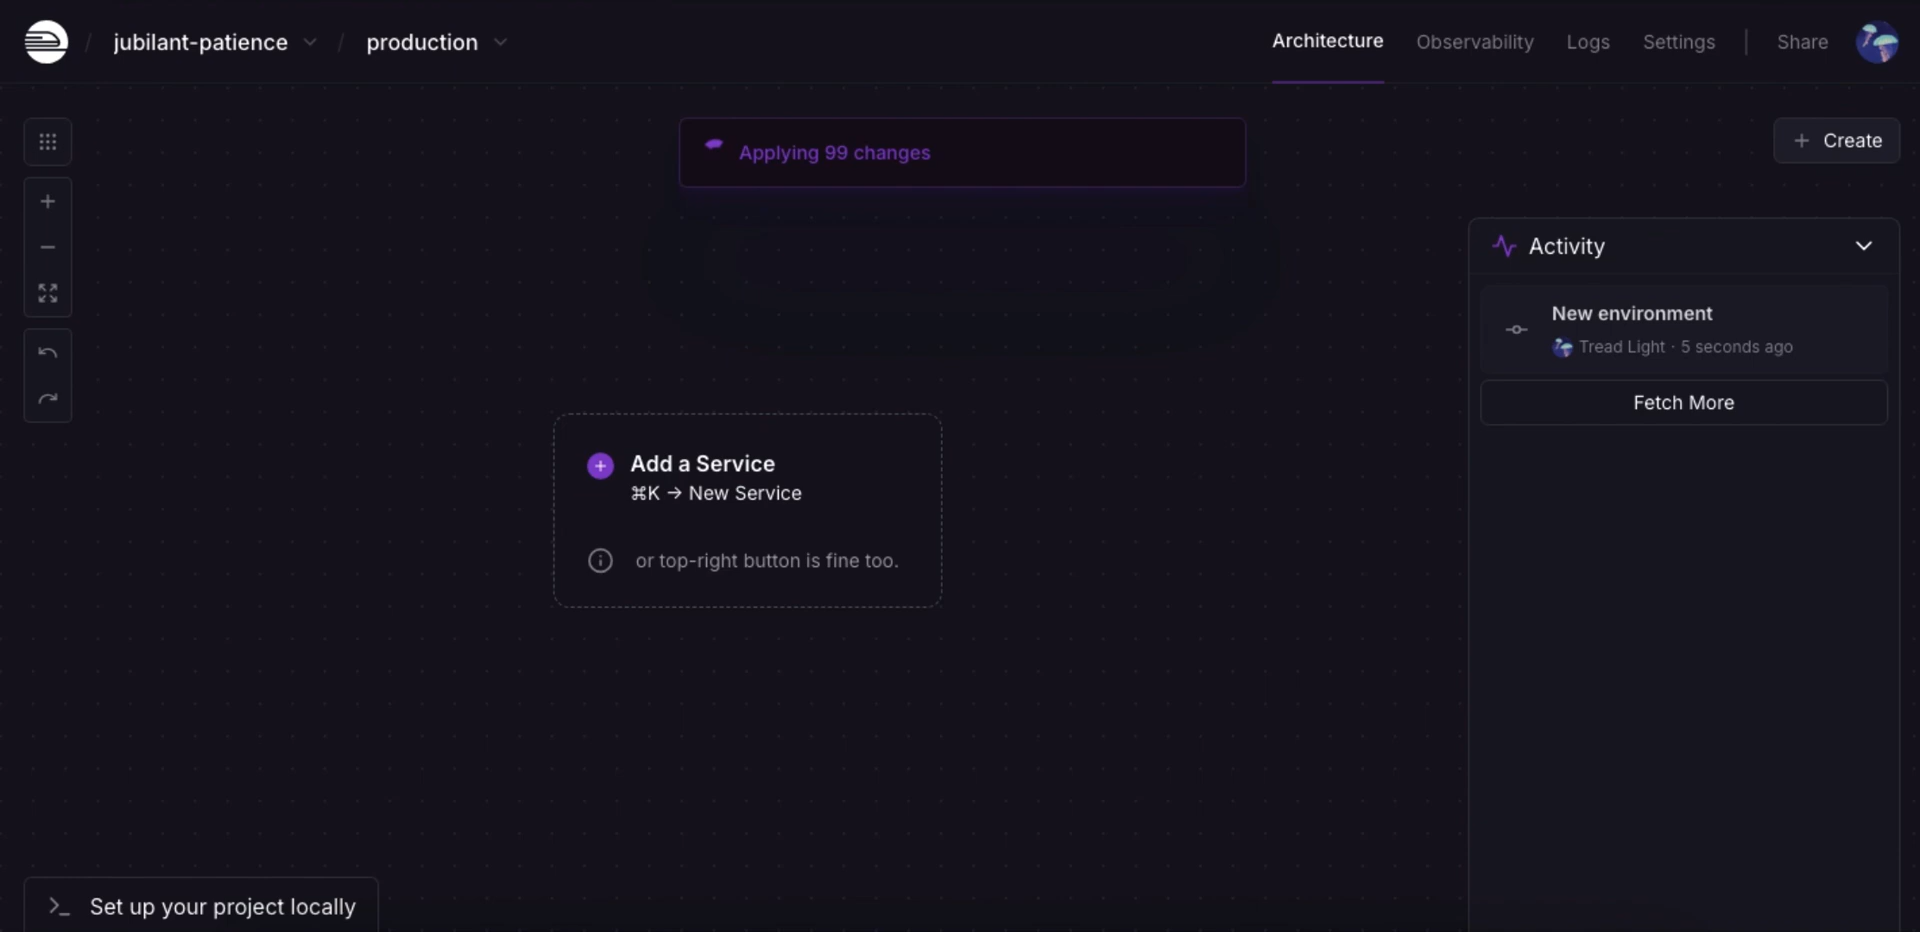 / jubilant-patience / production
Architecture Observability Logs Settings | Share
Applying 99 changes
+ Create
Activity
New environment
Tread Light · 5 seconds ago
Fetch More
Add a Service
⌘K → New Service
or top-right button is fine too.
Set up your project locally